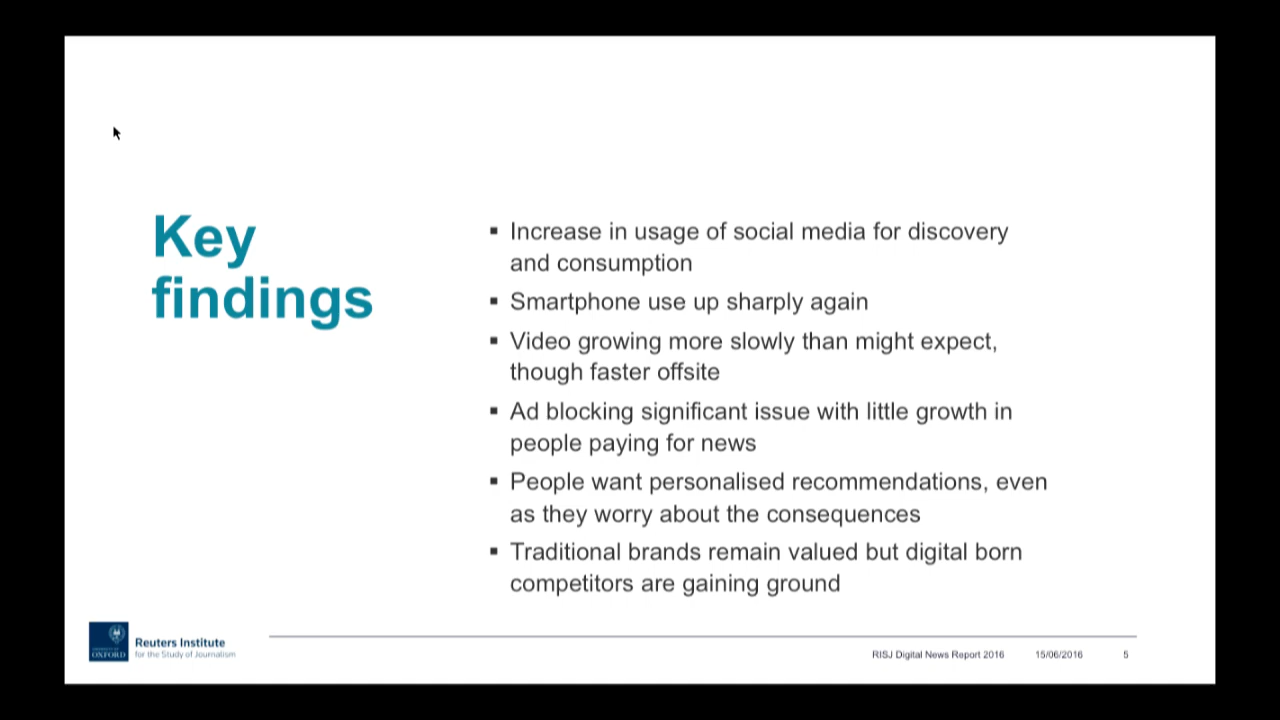 Key
findings
▪ Increase in usage of social media for discovery
and consumption
▪ Smartphone use up sharply again
▪ Video growing more slowly than might expect,
though faster offsite
▪ Ad blocking significant issue with little growth in
people paying for news
▪ People want personalised recommendations, even
as they worry about the consequences
▪ Traditional brands remain valued but digital born
competitors are gaining ground
OXFORD
Reuters Institute
for the Study of Journalism
RISJ Digital News Report 2016 15/06/2016 5